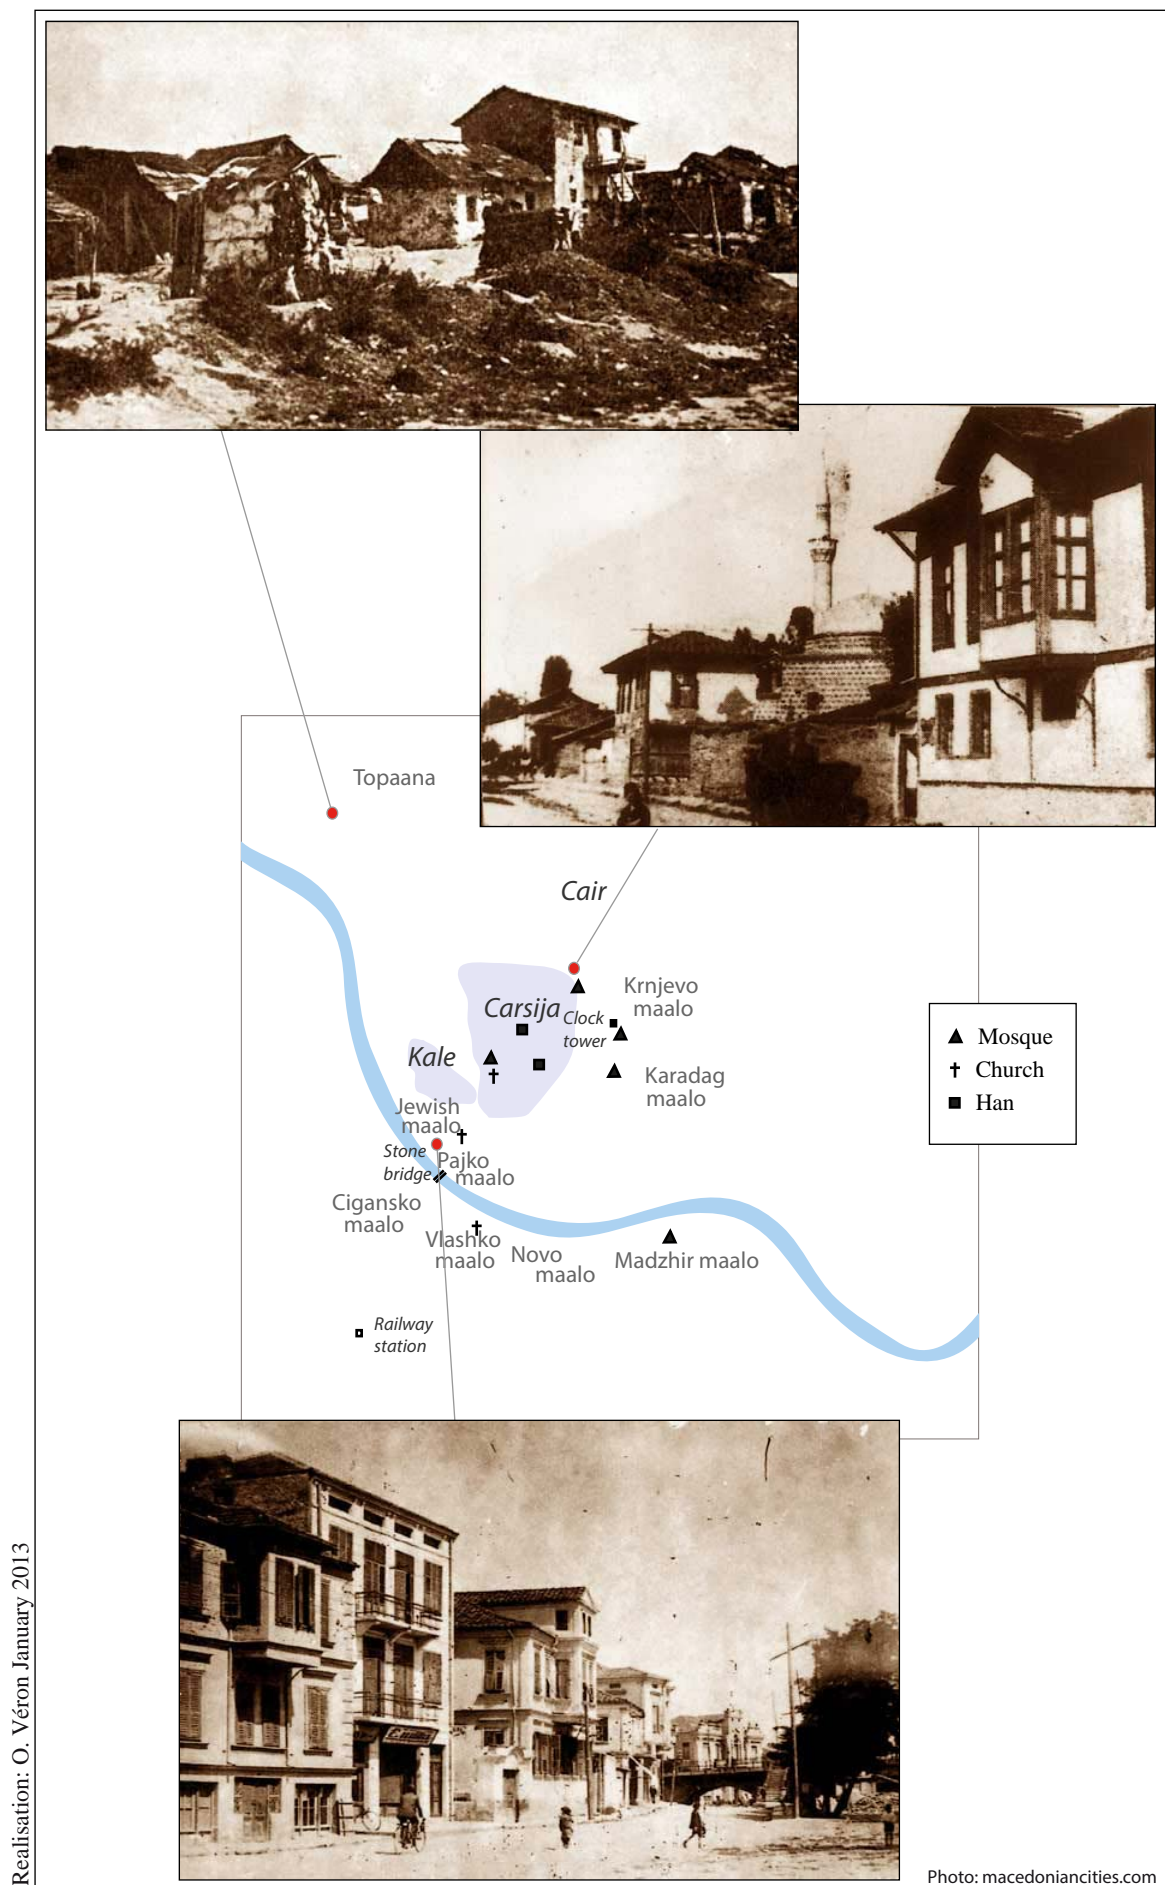 Topaana
Cair
Krnjevo
maalo
Carsija
Clock
tower
Kale
Karadag
maalo
Jewish
maalo
Stone
bridge
Pajko
maalo
Cigansko
maalo
Vlashko
maalo
Novo
maalo
Madzhir maalo
Railway
station
Mosque
Church
Han
Realisation: O. Véron January 2013
Photo: macedoniancities.com